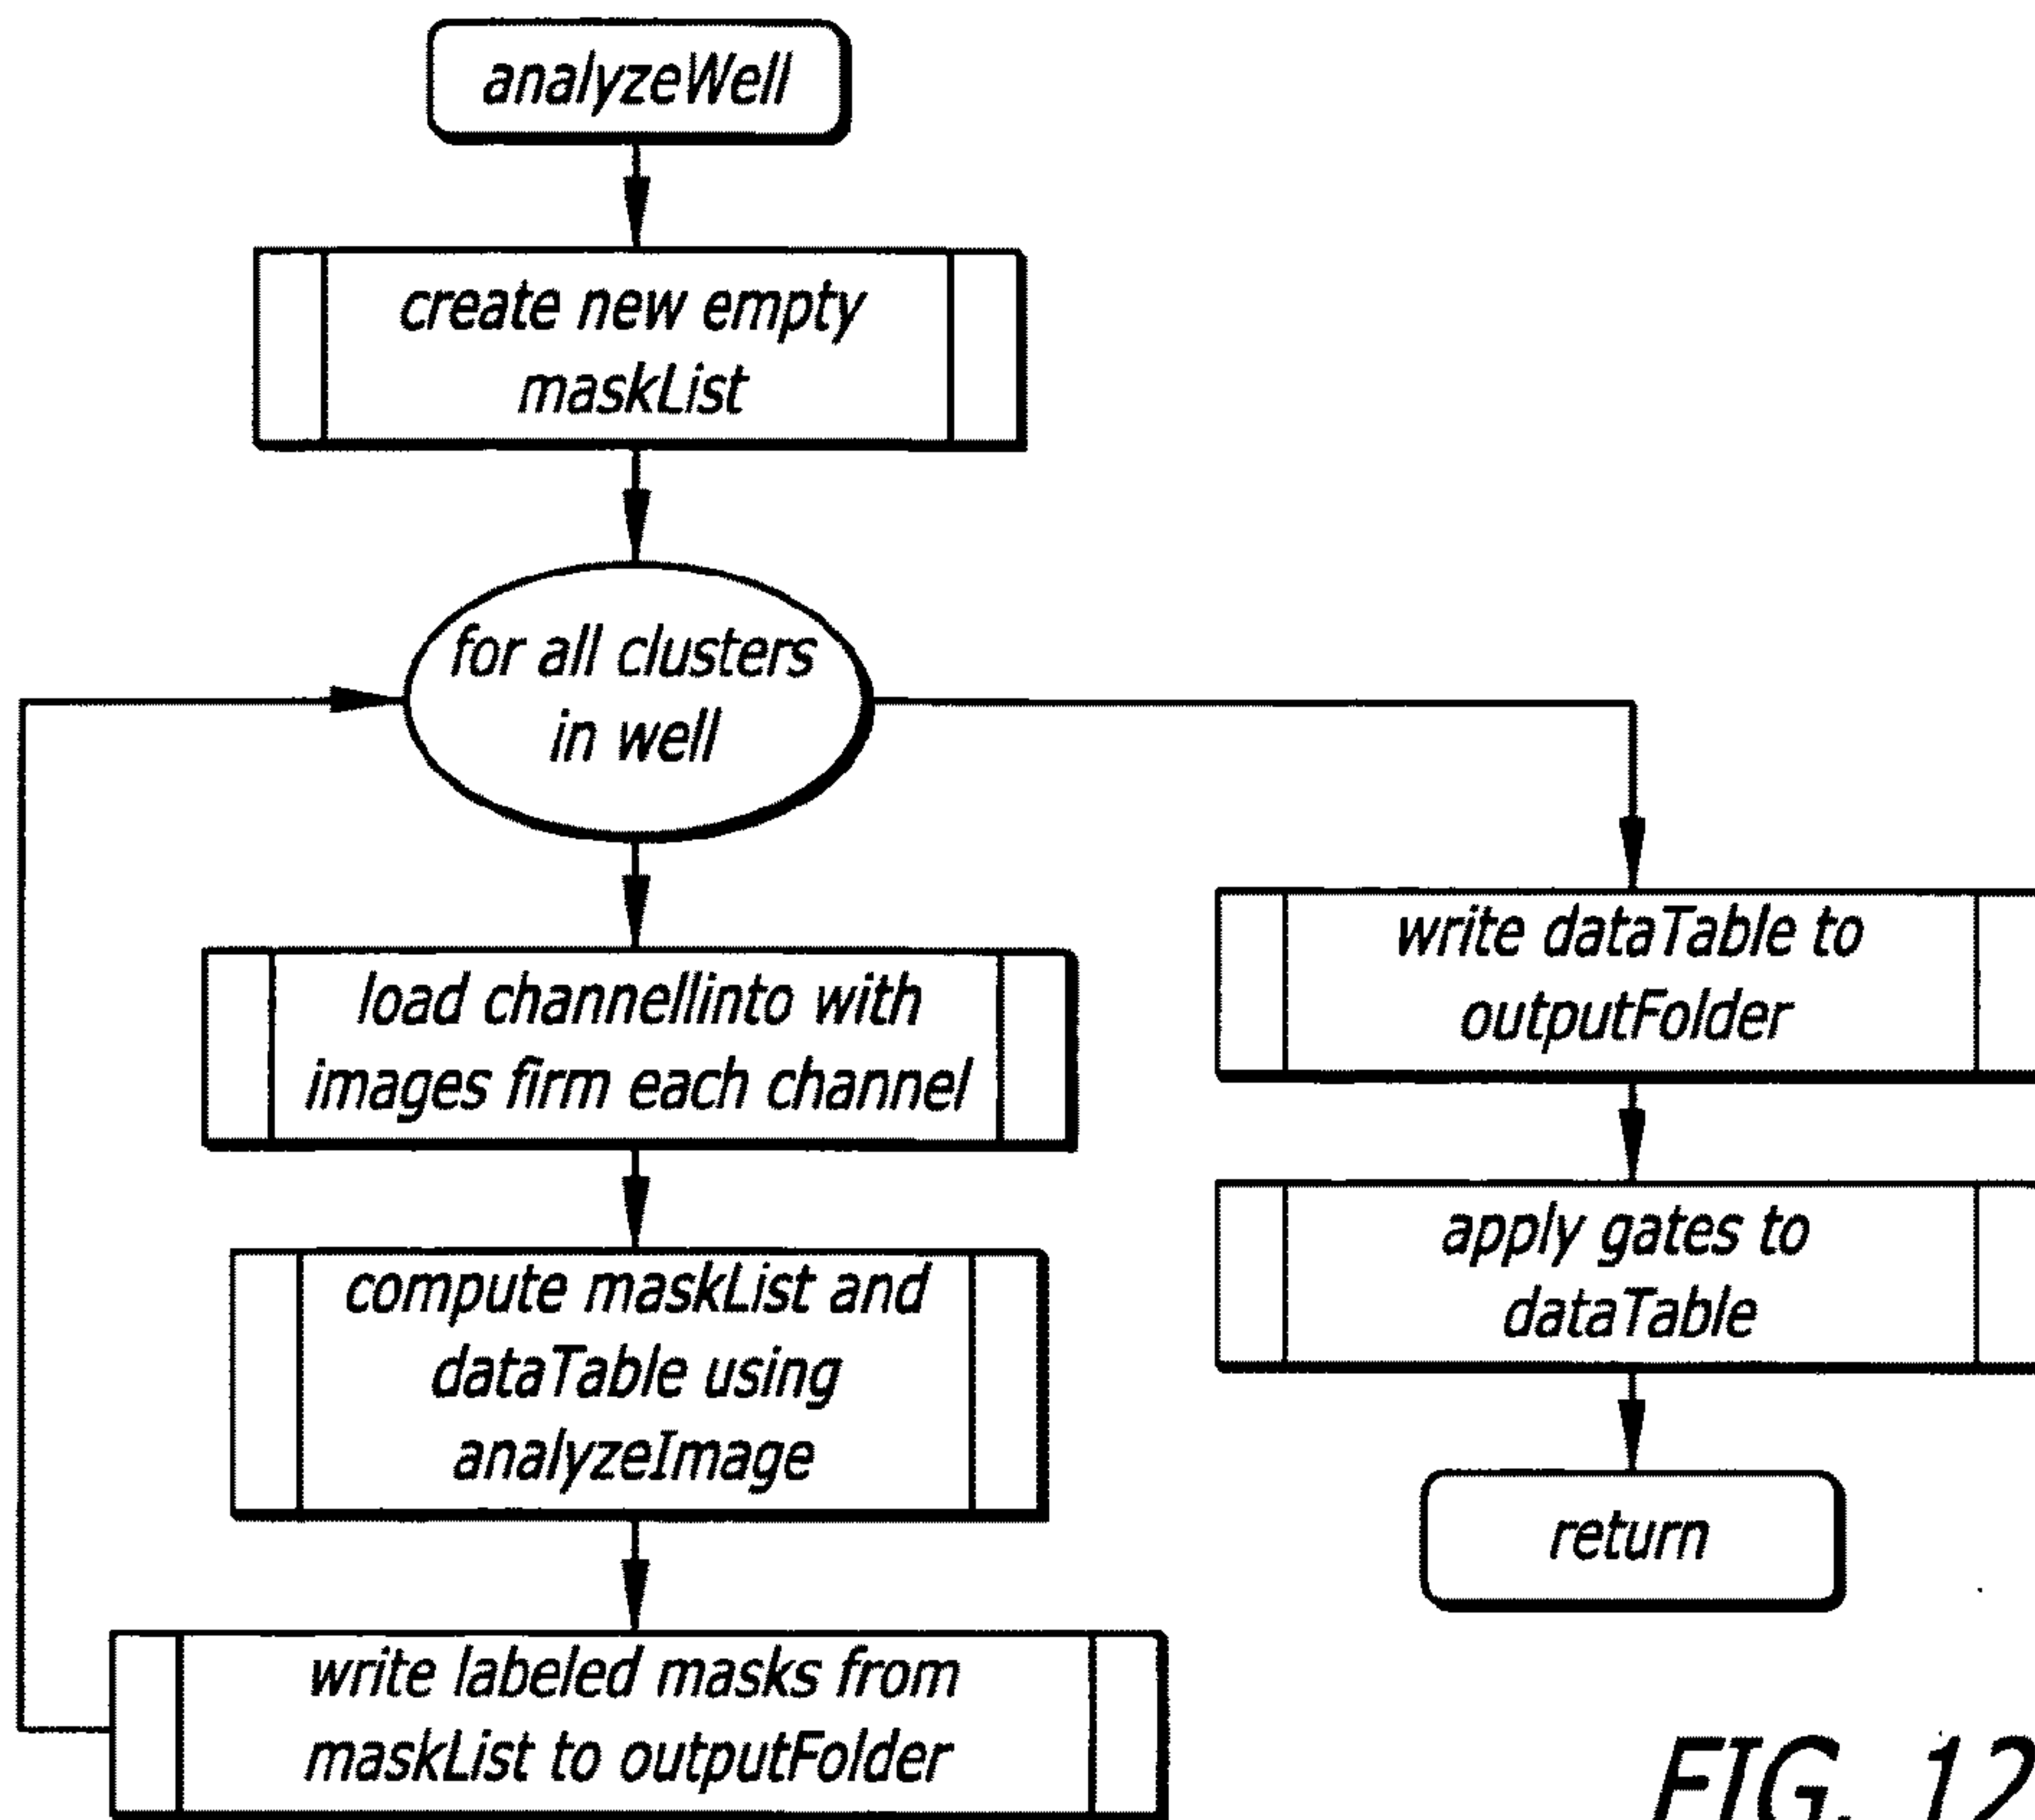 analyzeWell
create new empty
maskList
for all clusters
in well
load channellinto with
images firm each channel
compute maskList and
dataTable using
analyzeImage
write labeled masks from
maskList to outputFolder
write dataTable to
outputFolder
apply gates to
dataTable
return
FIG. 12